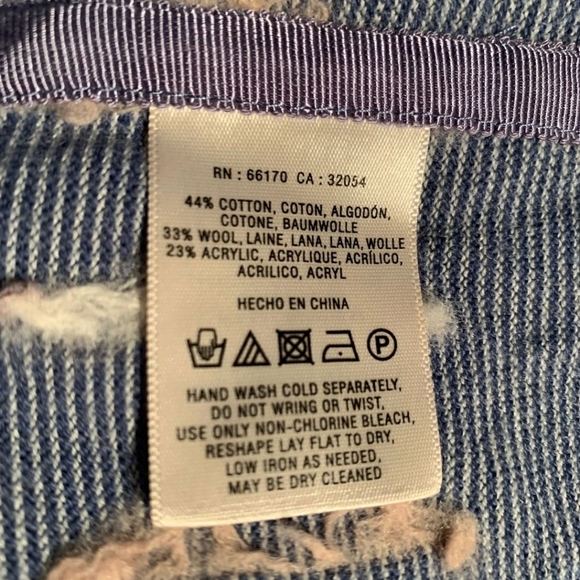 RN : 66170 CA : 32054
44% COTTON, COTON, ALGODÓN,
COTONE, BAUMWOLLE
33% WOOL, LAINE, LANA, LANA, WOLLE
23% ACRYLIC, ACRYLIQUE, ACRÍLICO,
ACRILICO, ACRYL
HECHO EN CHINA
P
HAND WASH COLD SEPARATELY,
DO NOT WRING OR TWIST,
USE ONLY NON-CHLORINE BLEACH,
RESHAPE LAY FLAT TO DRY,
LOW IRON AS NEEDED,
MAY BE DRY CLEANED